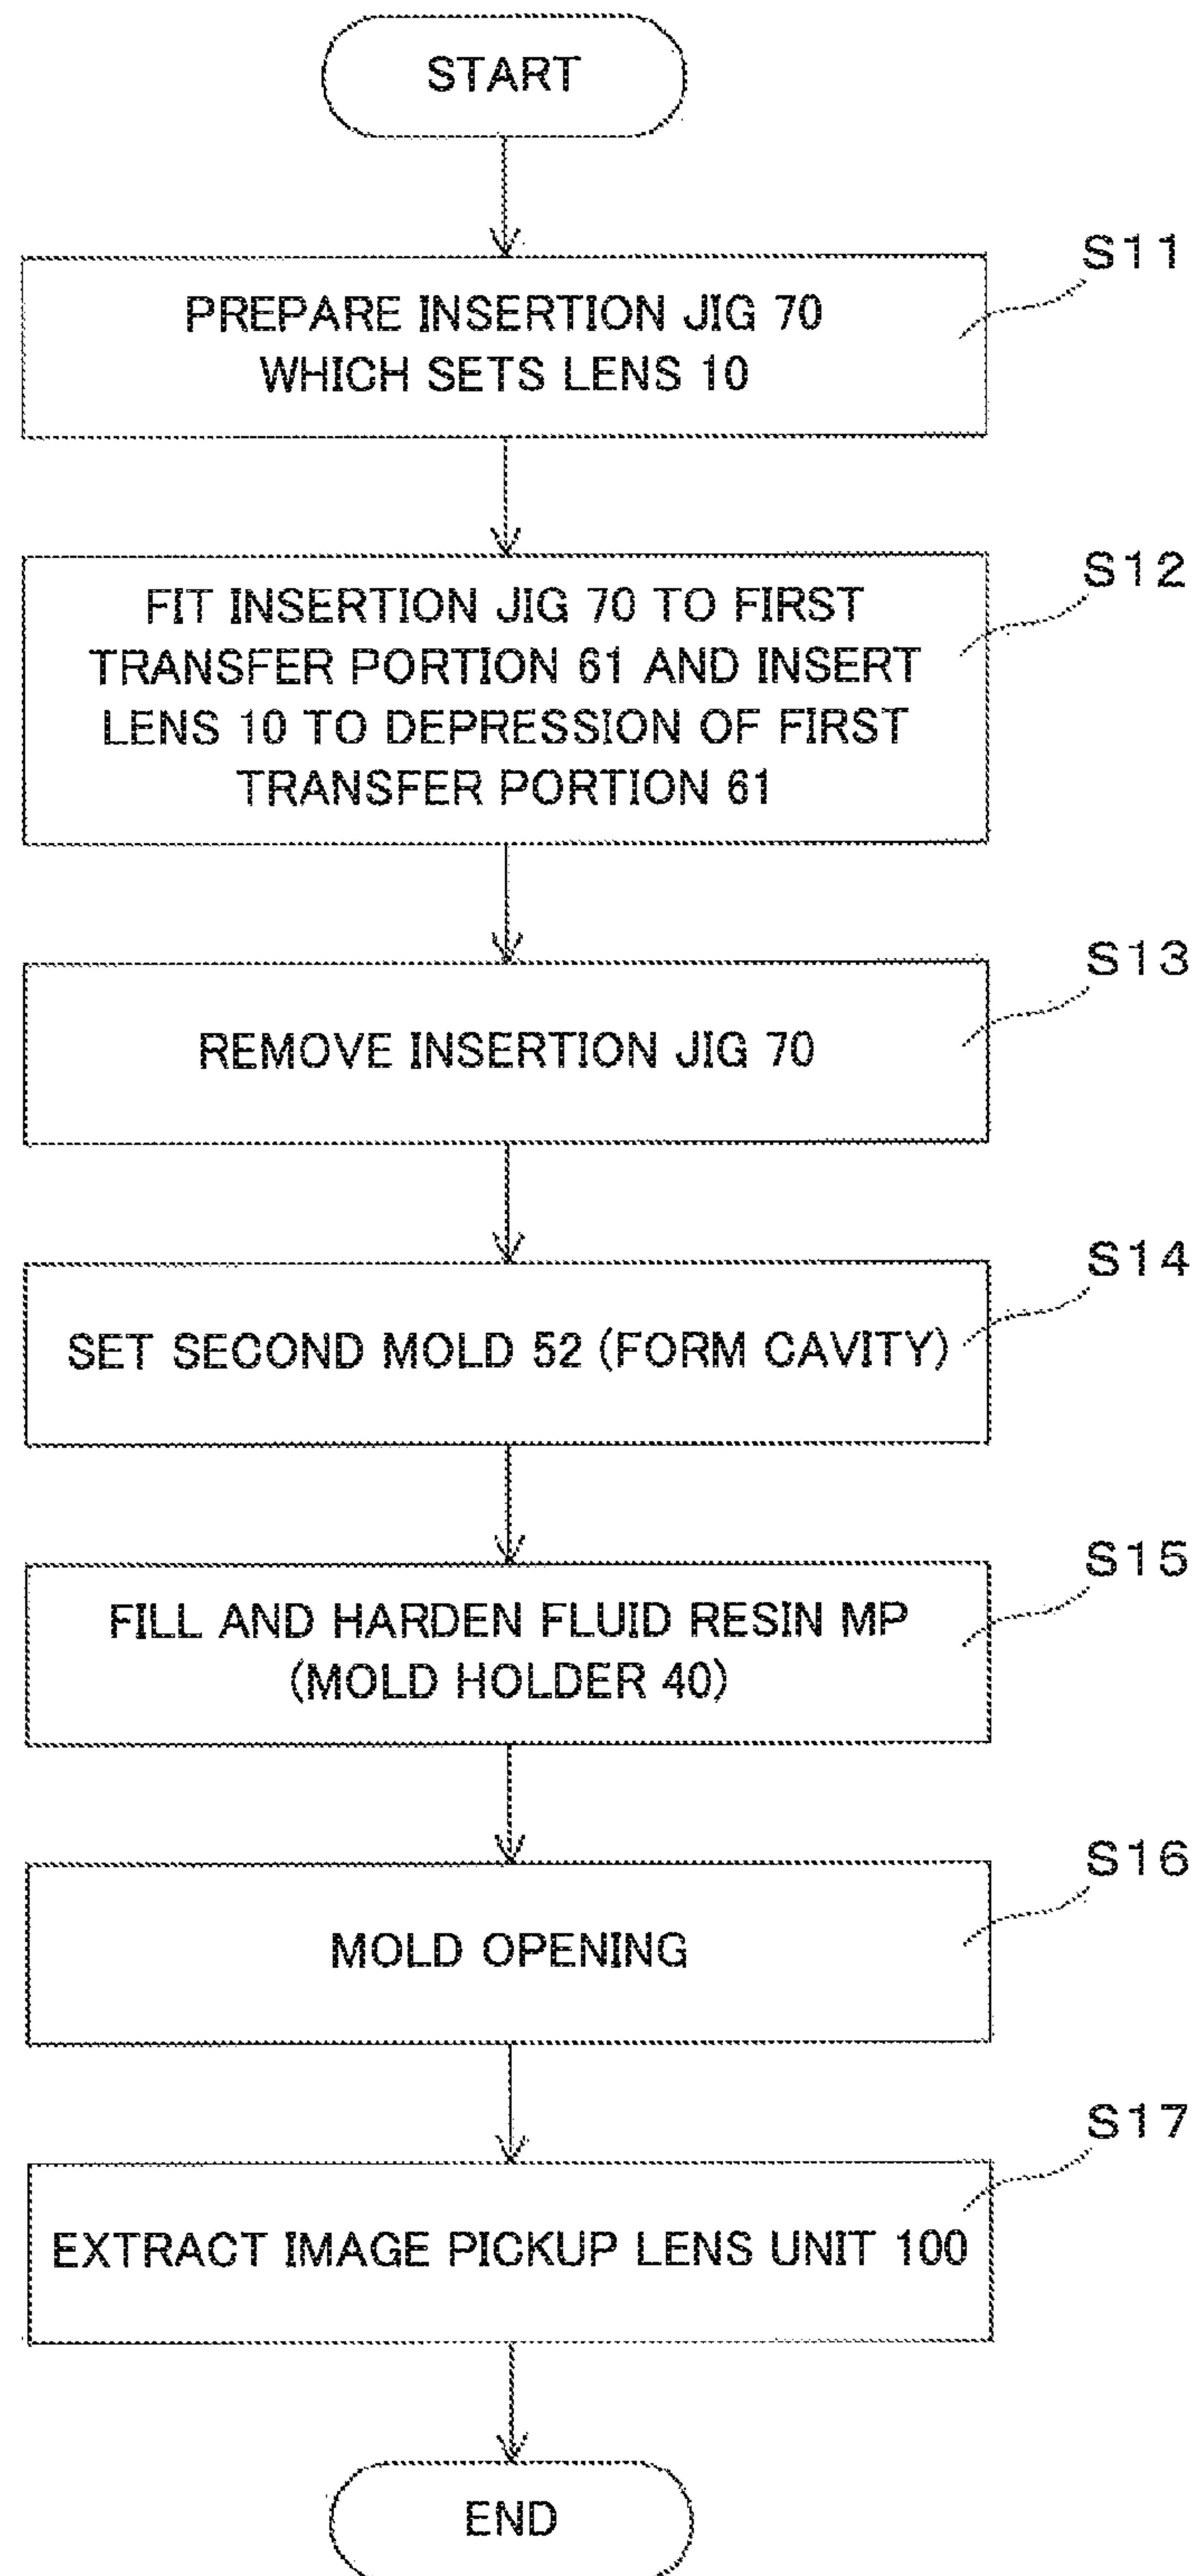 START
S11
PREPARE INSERTION JIG 70
WHICH SETS LENS 10
S12
FIT INSERTION JIG 70 TO FIRST
TRANSFER PORTION 61 AND INSERT
LENS 10 TO DEPRESSION OF FIRST
TRANSFER PORTION 61
S13
REMOVE INSERTION JIG 70
S14
SET SECOND MOLD 52 (FORM CAVITY)
S15
FILL AND HARDEN FLUID RESIN MP
(MOLD HOLDER 40)
S16
MOLD OPENING
S17
EXTRACT IMAGE PICKUP LENS UNIT 100
END